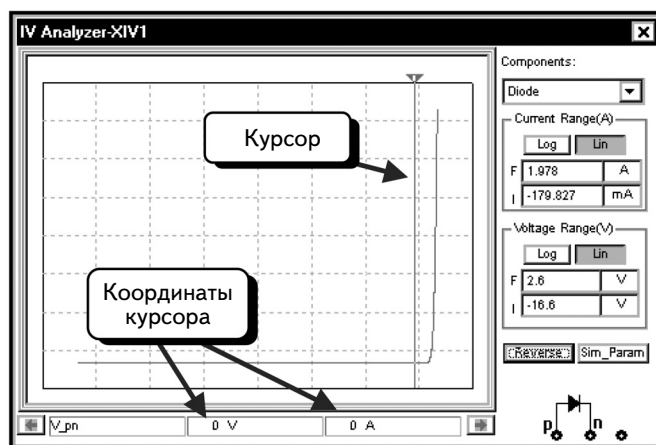 IV Analyzer-XIV1
Components:
Diode
Current Range(A)
Log Lin
F 1.978 A
I -179.827 mA
Voltage Range(V)
Log Lin
F 2.6 V
I -16.6 V
Reverse Sim_Param
p n
Курсор
Координаты
курсора
V_pn 0 V 0 A